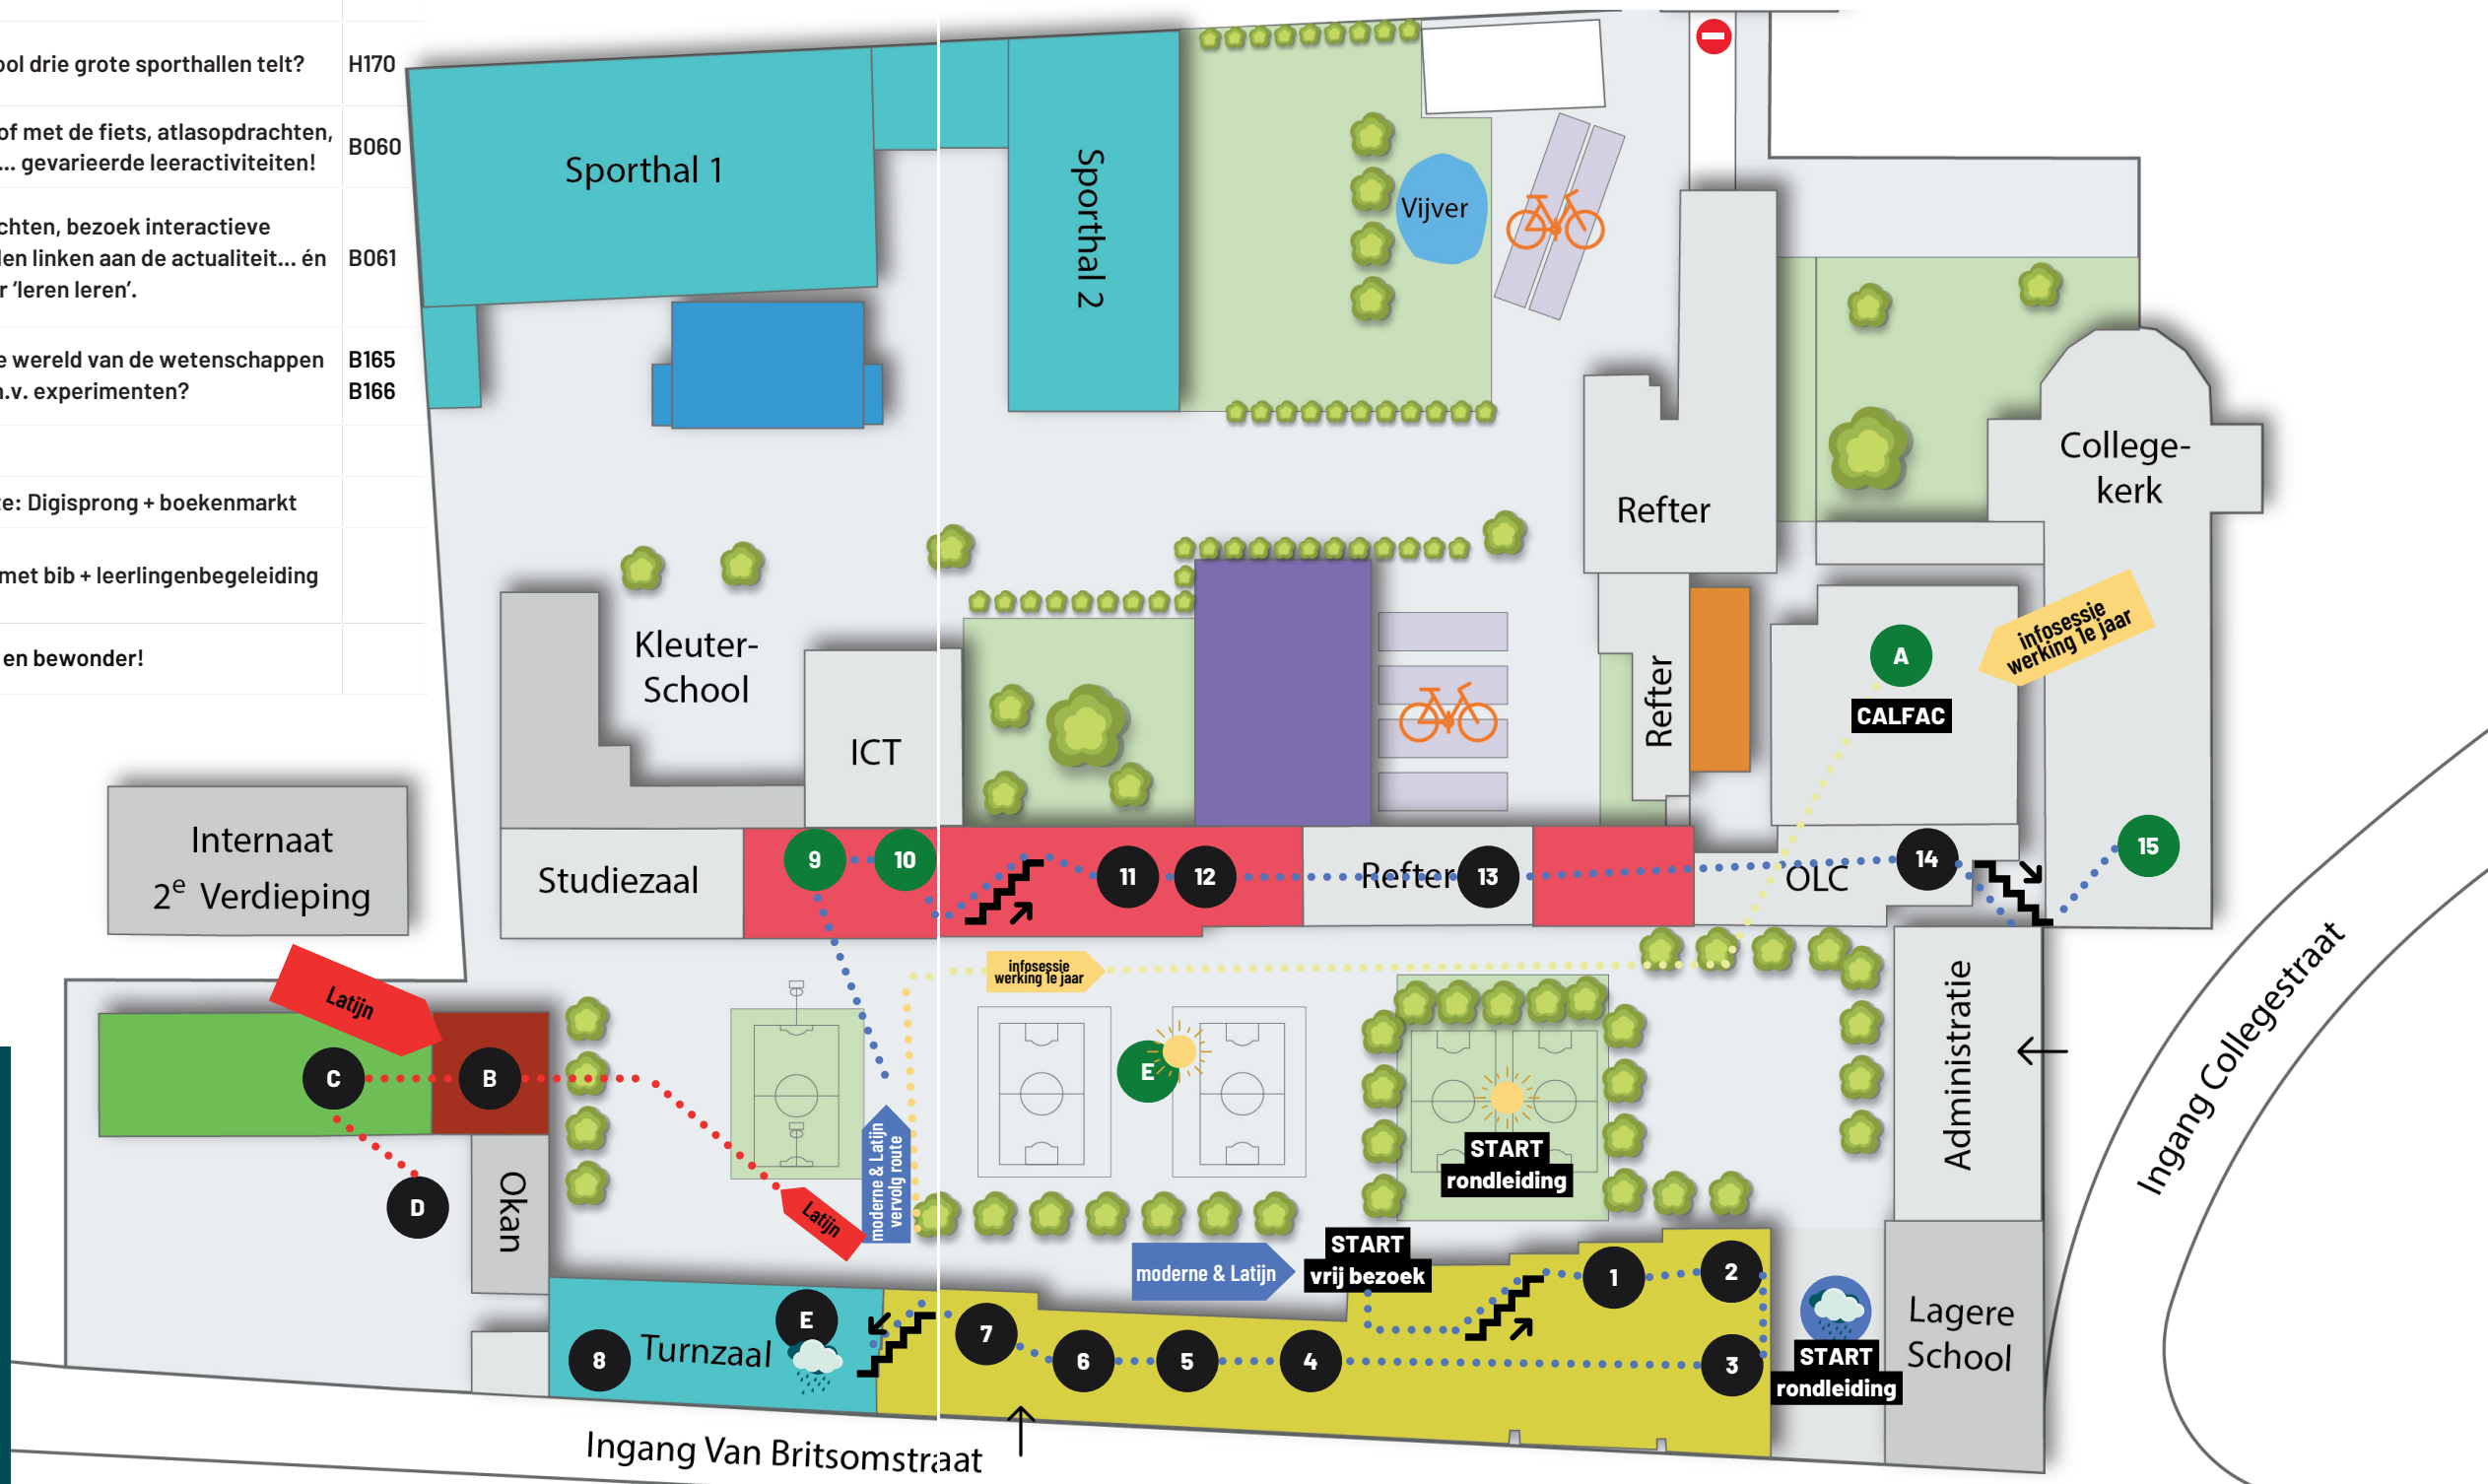 ool drie grote sporthallen telt? H170
of met de fiets, atlasopdrachten,
... gevarieerde leeractiviteiten! B060
chten, bezoek interactieve
len linken aan de actualiteit... én B061
r ‘leren leren’.
e wereld van de wetenschappen B165
n.v. experimenten? B166
te: Digisprong + boekenmarkt
met bib + leerlingenbegeleiding
en bewonder!
Sporthal 1
Sporthal 2
Vijver
Refter
College-
kerk
Kleuter-
School
ICT
Refter
A
CALFAC
infosessie
werking 1e jaar
Internaat
2e Verdieping
Studiezaal
9
10
11
12
Refter
13
OLC
14
15
infosessie
werking 1e jaar
Latijn
C
B
D
Okan
E
START
rondleiding
Administratie
Ingang Collegestraat
moderne & Latijn
vervolg route
Latijn
moderne & Latijn
START
vrij bezoek
1
2
3
4
5
6
7
8
Turnzaal
E
START
rondleiding
Lagere
School
Ingang Van Britsomstraat